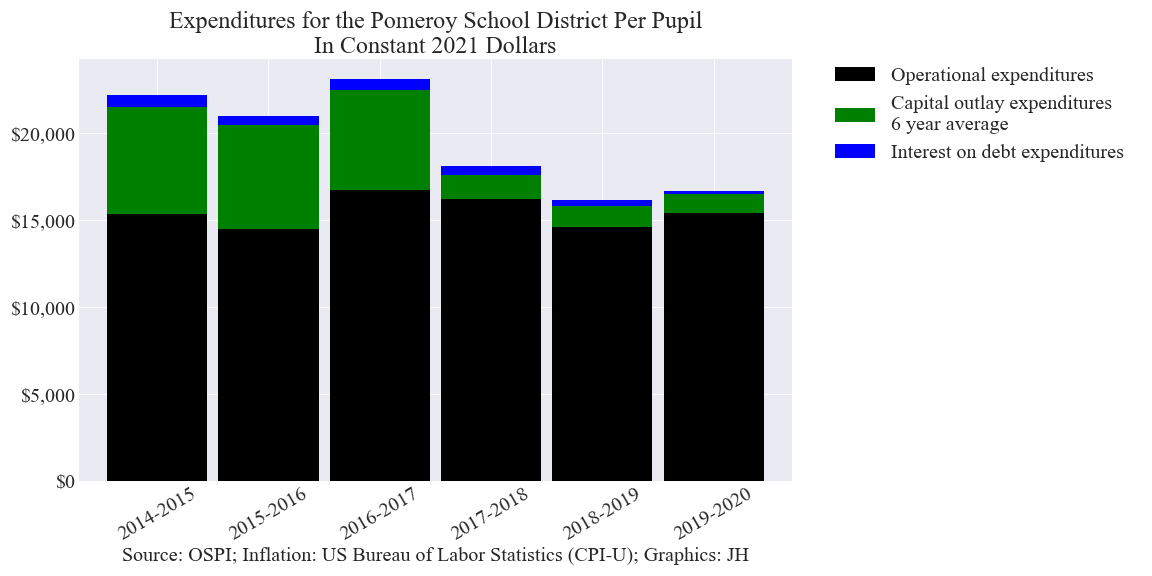 Expenditures for the Pomeroy School District Per Pupil
In Constant 2021 Dollars
Operational expenditures
Capital outlay expenditures
6 year average
Interest on debt expenditures
$20,000
$15,000
$10,000
$5,000
$0
2014-2015
2015-2016
2016-2017
2017-2018
2018-2019
2019-2020
Source: OSPI; Inflation: US Bureau of Labor Statistics (CPI-U); Graphics: JH